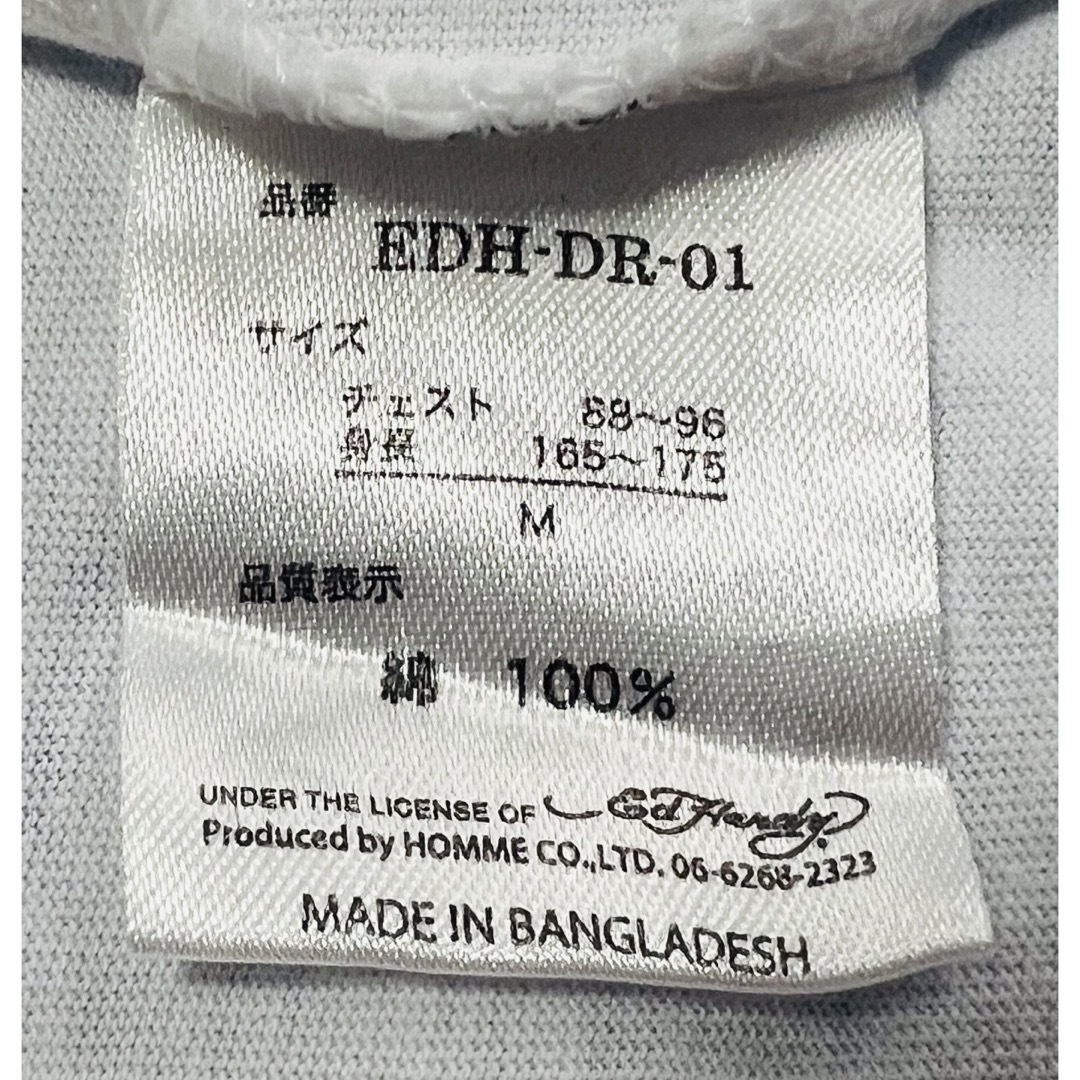 品番
EDH-DR-01
サイズ
チェスト 88~96
身長 165~175
M
品質表示
綿 100%
UNDER THE LICENSE OF Ed Hardy
Produced by HOMME CO.,LTD. 06-6268-2323
MADE IN BANGLADESH